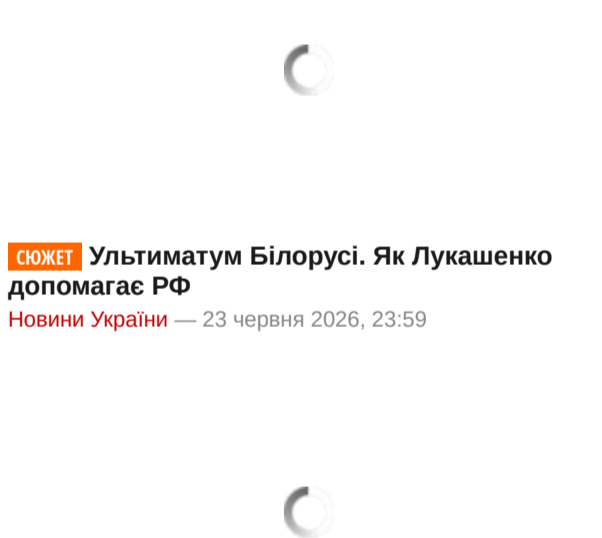 СЮЖЕТ Ультиматум Білорусі. Як Лукашенко
допомагає РФ
Новини України — 23 червня 2026, 23:59